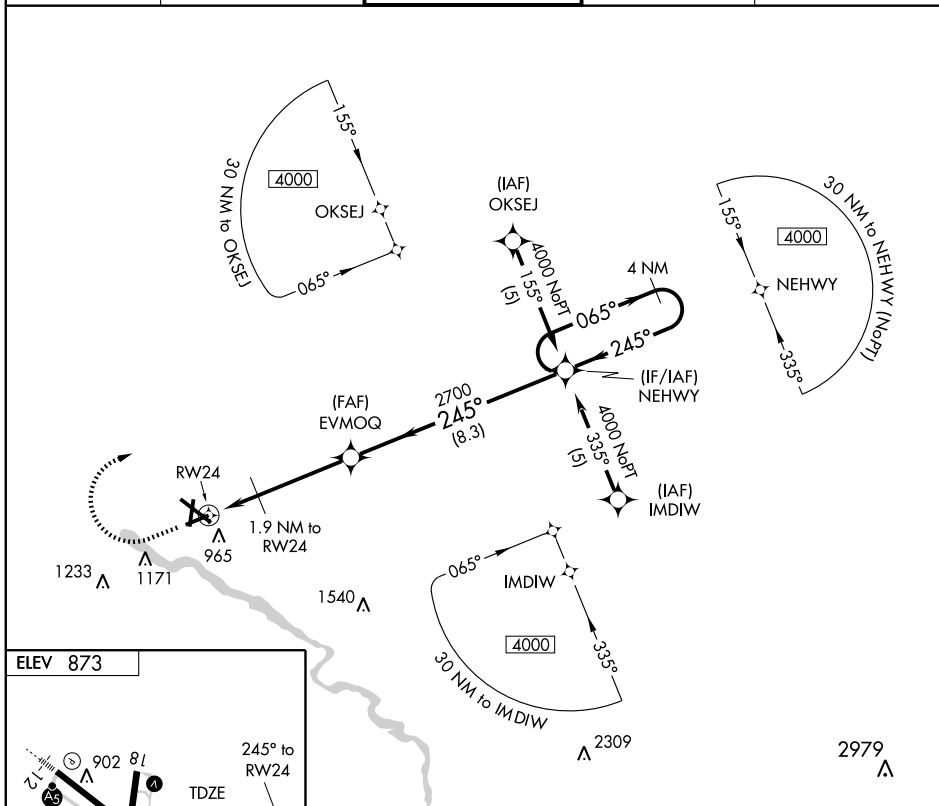 155°
30 NM to OKSEJ
4000
OKSEJ
065°
(IAF)
OKSEJ
4000 NoPT
155°
(5)
4 NM
065°
245°
(IF/IAF)
NEHWY
155°
30 NM to NEHWY (NoPT)
4000
NEHWY
335°
(FAF)
EVMOQ
2700
245°
(8.3)
4000 NoPT
335°
(5)
(IAF)
IMDIW
RW24
1.9 NM to
RW24
965
1233
1171
1540
065°
IMDIW
4000
335°
30 NM to IMDIW
2309
2979
ELEV 873
P
902
18
12
A5
V
245° to
RW24
TDZE